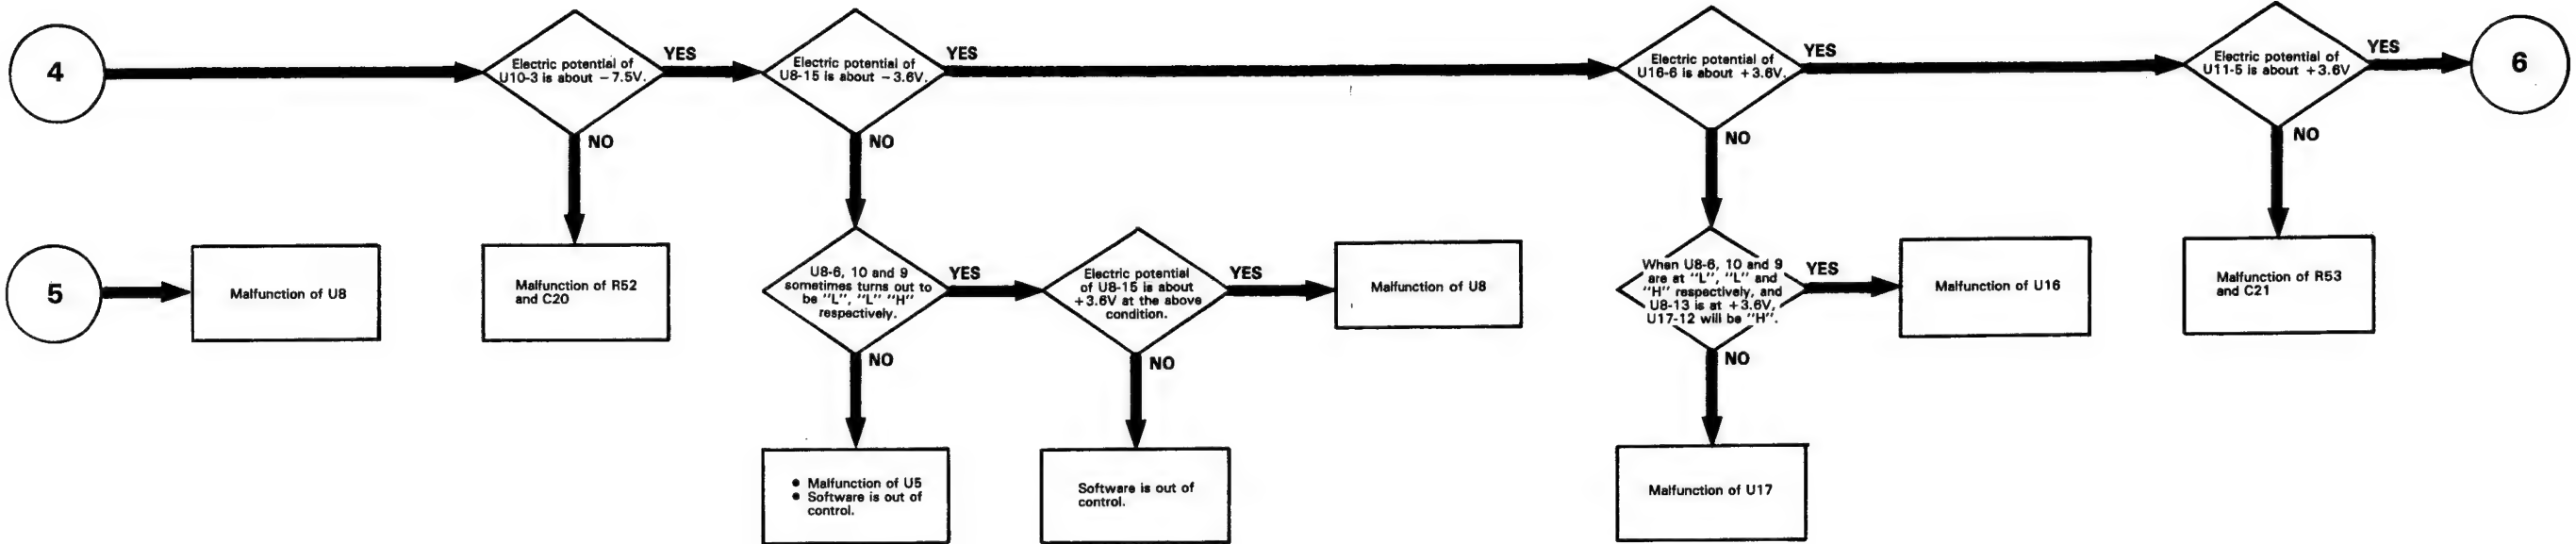 4
Electric potential of
U10-3 is about −7.5V.
YES
NO
Electric potential of
U8-15 is about −3.6V.
YES
NO
Electric potential of
U16-6 is about +3.6V.
YES
NO
Electric potential of
U11-5 is about +3.6V
YES
NO
6
5
Malfunction of U8
Malfunction of R52
and C20
U8-6, 10 and 9
sometimes turns out to
be "L", "L" "H"
respectively.
YES
NO
Electric potential
of U8-15 is about
+3.6V at the above
condition.
YES
NO
Malfunction of U8
When U8-6, 10 and 9
are at "L", "L" and
"H" respectively, and
U8-13 is at +3.6V,
U17-12 will be "H".
YES
NO
Malfunction of U16
Malfunction of R53
and C21
● Malfunction of U5
● Software is out of
control.
Software is out of
control.
Malfunction of U17